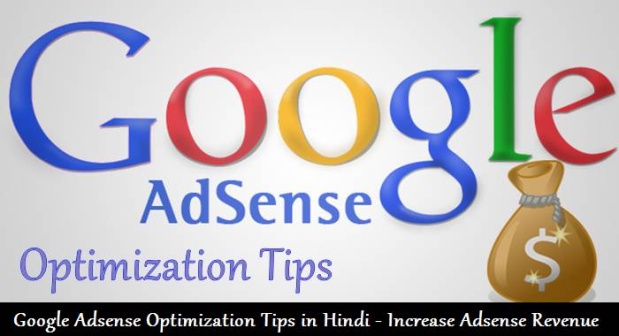 Google
AdSense
$
Optimization Tips
Google Adsense Optimization Tips in Hindi - Increase Adsense Revenue